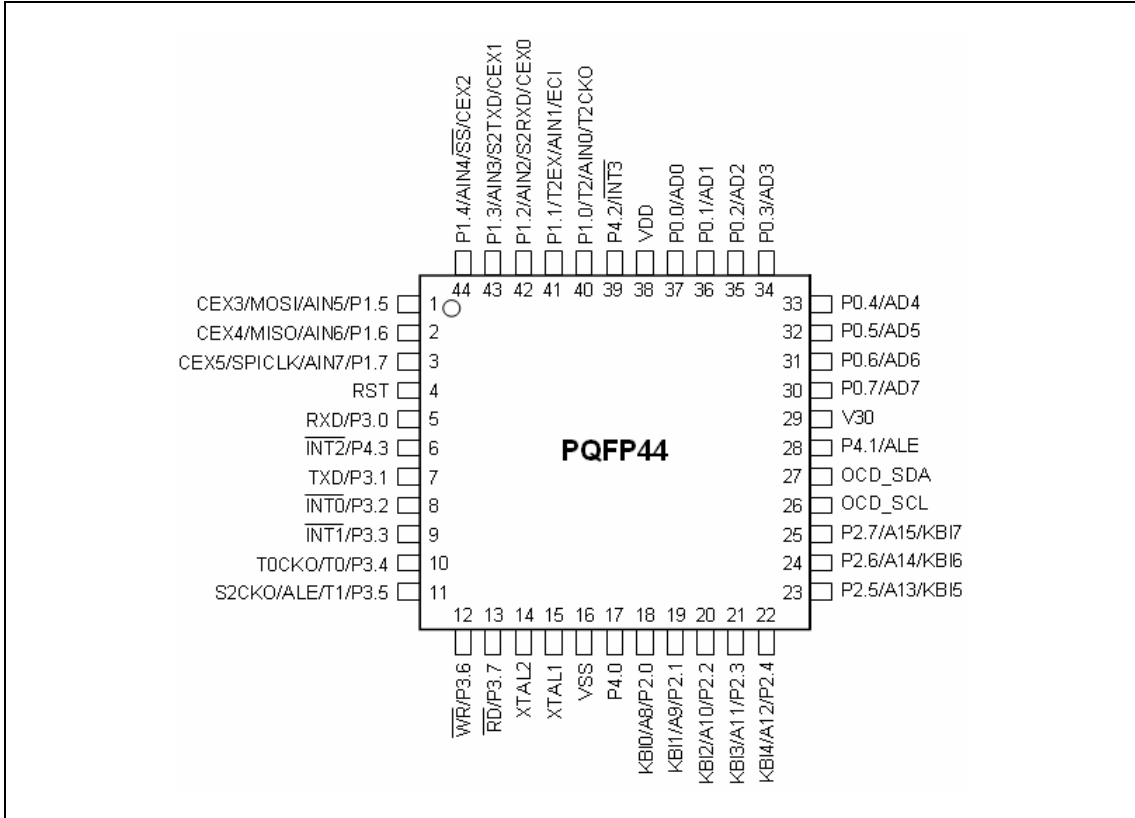 P1.4/AIN4/SS/CEX2
P1.3/AIN3/S2TXD/CEX1
P1.2/AIN2/S2RXD/CEX0
P1.1/T2EX/AIN1/ECI
P1.0/T2/AIN0/T2CKO
P4.2/INT3
VDD
P0.0/AD0
P0.1/AD1
P0.2/AD2
P0.3/AD3
44 43 42 41 40 39 38 37 36 35 34
CEX3/MOSI/AIN5/P1.5 1
CEX4/MISO/AIN6/P1.6 2
CEX5/SPICLK/AIN7/P1.7 3
RST 4
RXD/P3.0 5
INT2/P4.3 6
TXD/P3.1 7
INT0/P3.2 8
INT1/P3.3 9
T0CKO/T0/P3.4 10
S2CKO/ALE/T1/P3.5 11
PQFP44
33 P0.4/AD4
32 P0.5/AD5
31 P0.6/AD6
30 P0.7/AD7
29 V30
28 P4.1/ALE
27 OCD_SDA
26 OCD_SCL
25 P2.7/A15/KBI7
24 P2.6/A14/KBI6
23 P2.5/A13/KBI5
12 13 14 15 16 17 18 19 20 21 22
WR/P3.6
RD/P3.7
XTAL2
XTAL1
VSS
P4.0
KBI0/A8/P2.0
KBI1/A9/P2.1
KBI2/A10/P2.2
KBI3/A11/P2.3
KBI4/A12/P2.4